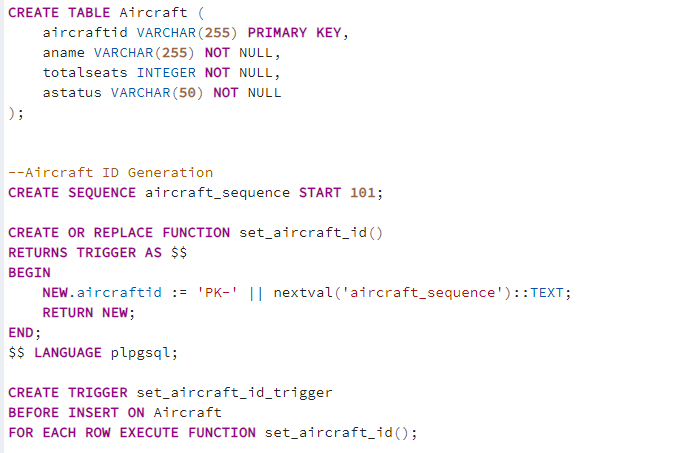 CREATE TABLE Aircraft (
    aircraftid VARCHAR(255) PRIMARY KEY,
    aname VARCHAR(255) NOT NULL,
    totalseats INTEGER NOT NULL,
    astatus VARCHAR(50) NOT NULL
);
--Aircraft ID Generation
CREATE SEQUENCE aircraft_sequence START 101;
CREATE OR REPLACE FUNCTION set_aircraft_id()
RETURNS TRIGGER AS $$
BEGIN
    NEW.aircraftid := 'PK-' || nextval('aircraft_sequence')::TEXT;
    RETURN NEW;
END;
$$ LANGUAGE plpgsql;
CREATE TRIGGER set_aircraft_id_trigger
BEFORE INSERT ON Aircraft
FOR EACH ROW EXECUTE FUNCTION set_aircraft_id();